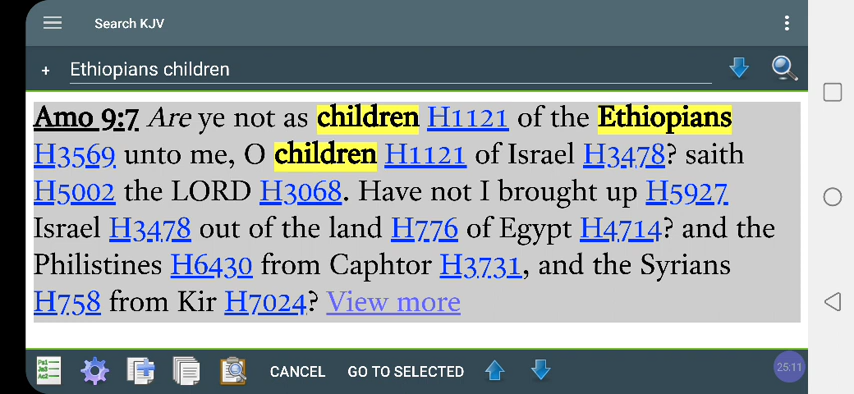 Search KJV
+ Ethiopians children
Amo 9:7 Are ye not as children H1121 of the Ethiopians
H3569 unto me, O children H1121 of Israel H3478? saith
H5002 the LORD H3068. Have not I brought up H5927
Israel H3478 out of the land H776 of Egypt H4714? and the
Philistines H6430 from Caphtor H3731, and the Syrians
H758 from Kir H7024? View more
CANCEL GO TO SELECTED 25:11